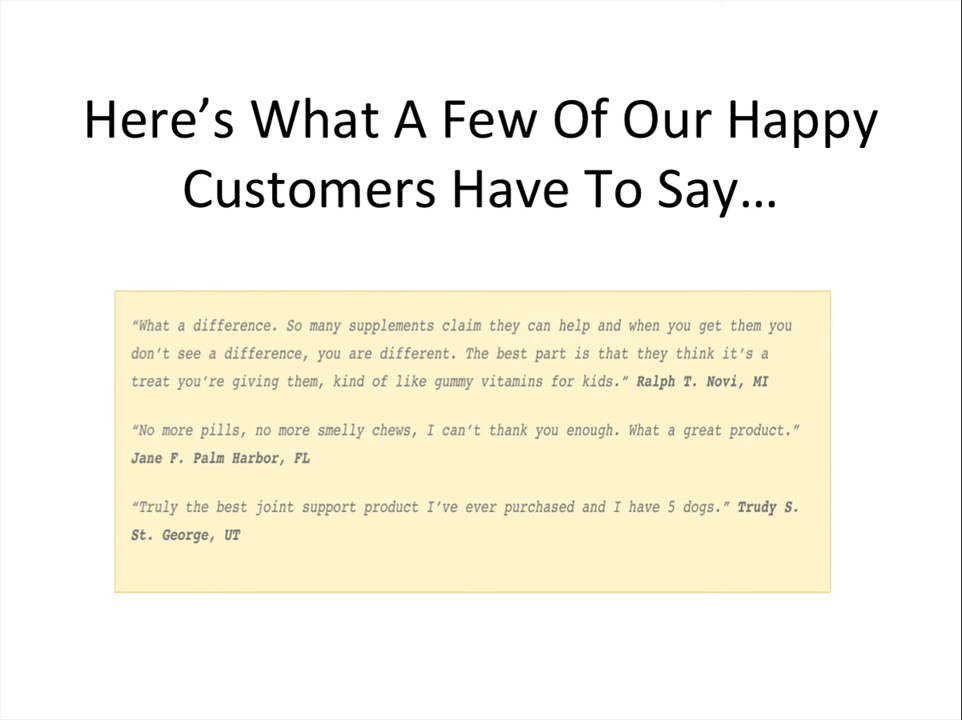 Here’s What A Few Of Our Happy
Customers Have To Say…
“What a difference. So many supplements claim they can help and when you get them you
don’t see a difference, you are different. The best part is that they think it’s a
treat you’re giving them, kind of like gummy vitamins for kids.” Ralph T. Novi, MI
“No more pills, no more smelly chews, I can’t thank you enough. What a great product.”
Jane F. Palm Harbor, FL
“Truly the best joint support product I’ve ever purchased and I have 5 dogs.” Trudy S.
St. George, UT